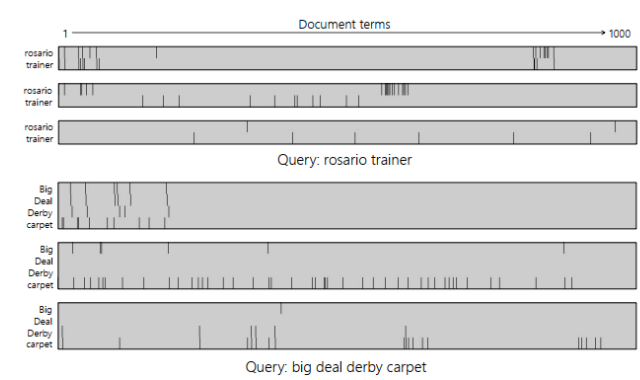 Document terms
1 1000
rosario
trainer
rosario
trainer
rosario
trainer
Query: rosario trainer
Big
Deal
Derby
carpet
Big
Deal
Derby
carpet
Big
Deal
Derby
carpet
Query: big deal derby carpet